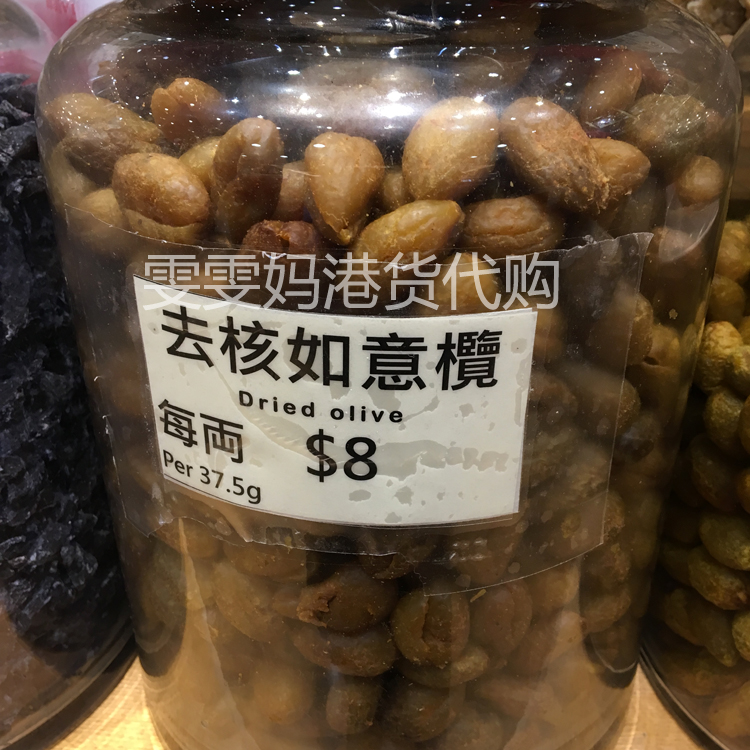 雯雯妈港货代购
去核如意欖
Dried olive
每両 $8
Per 37.5g